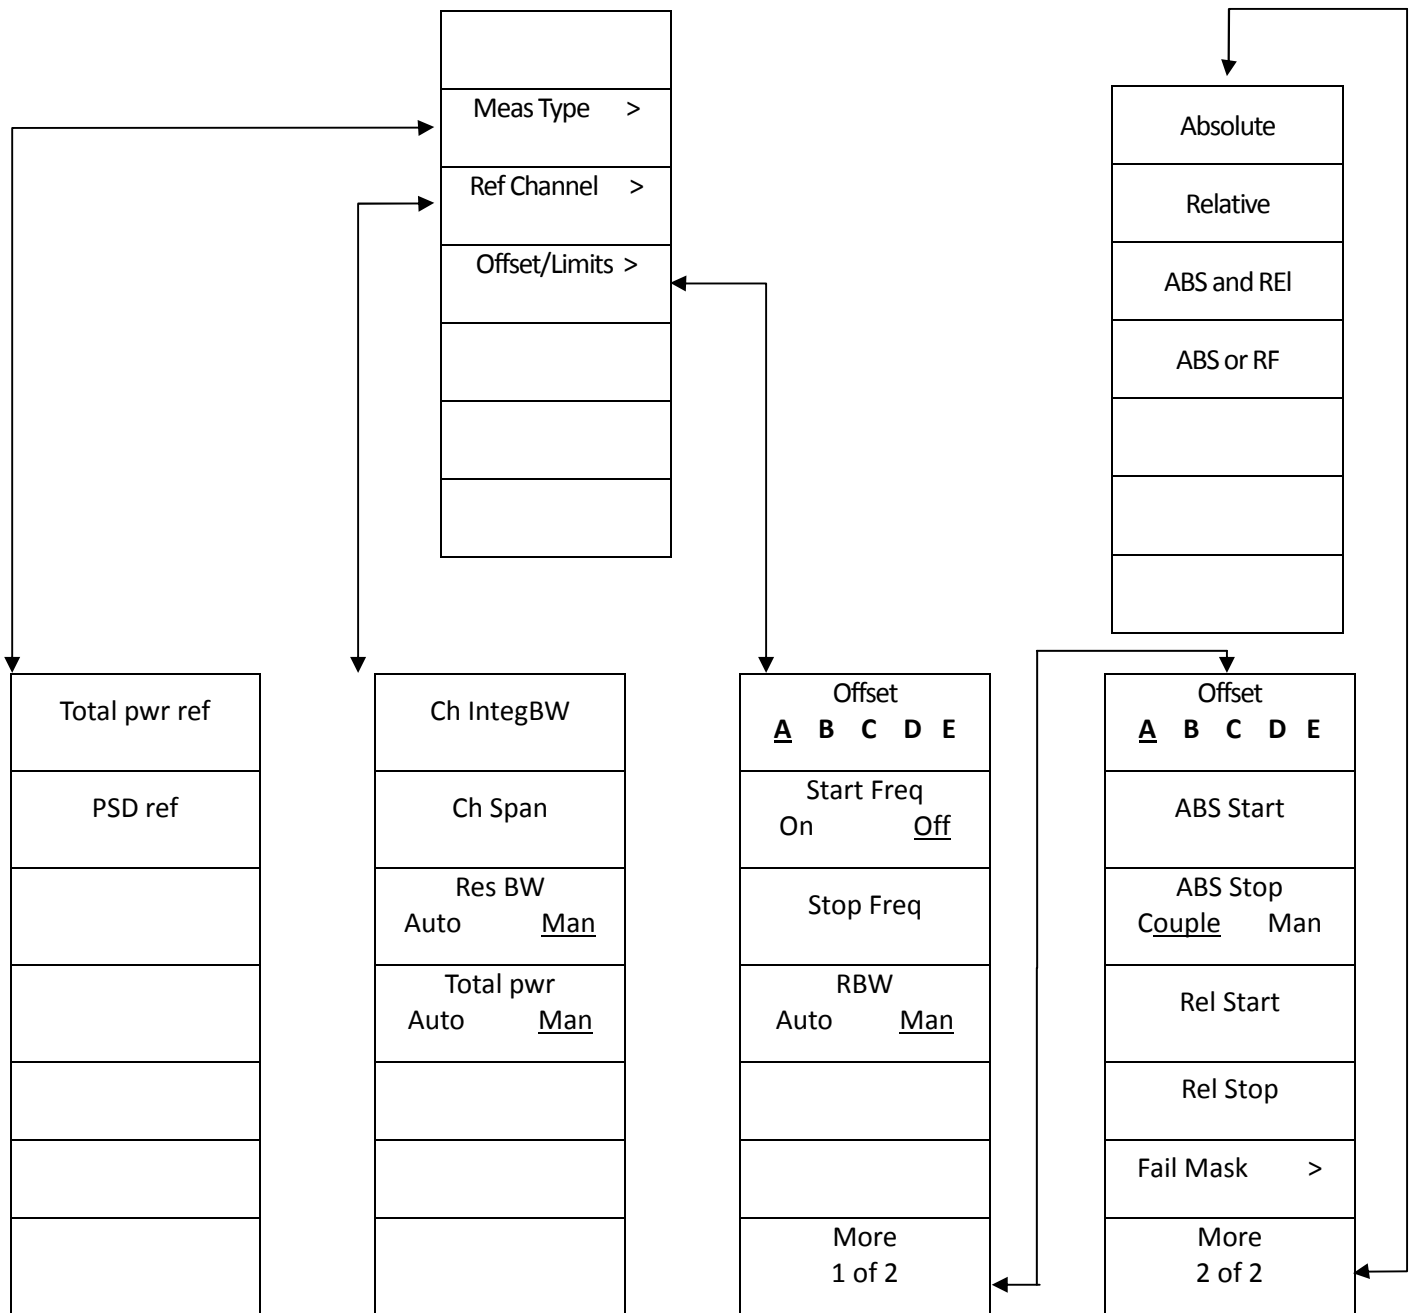 Meas Type >
Ref Channel >
Offset/Limits >
Absolute
Relative
ABS and REl
ABS or RF
Total pwr ref
PSD ref
Ch IntegBW
Ch Span
Res BW
Auto Man
Total pwr
Auto Man
Offset
A B C D E
Start Freq
On Off
Stop Freq
RBW
Auto Man
More
1 of 2
Offset
A B C D E
ABS Start
ABS Stop
Couple Man
Rel Start
Rel Stop
Fail Mask >
More
2 of 2